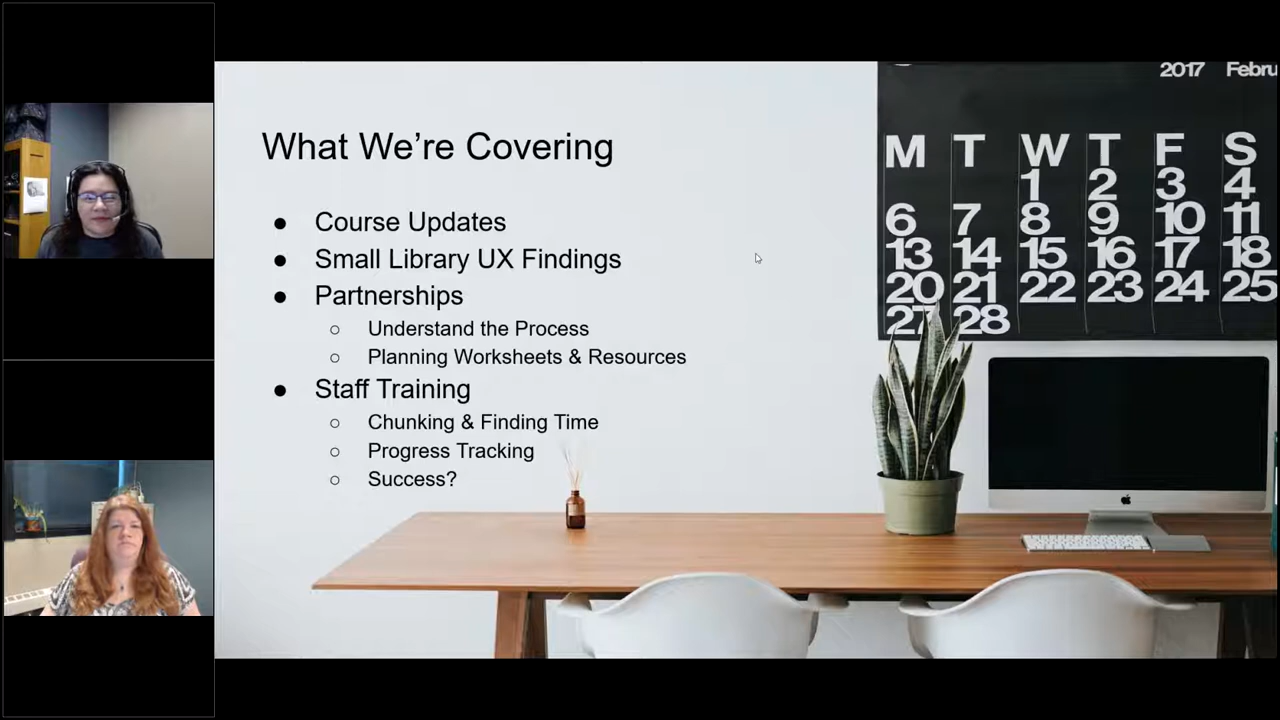 What We're Covering
● Course Updates
● Small Library UX Findings
● Partnerships
○ Understand the Process
○ Planning Worksheets & Resources
● Staff Training
○ Chunking & Finding Time
○ Progress Tracking
○ Success?
2017 Febru
M T W T F S
1 2 3 4
6 7 8 9 10 11
13 14 15 16 17 18
20 21 22 23 24 25
27 28